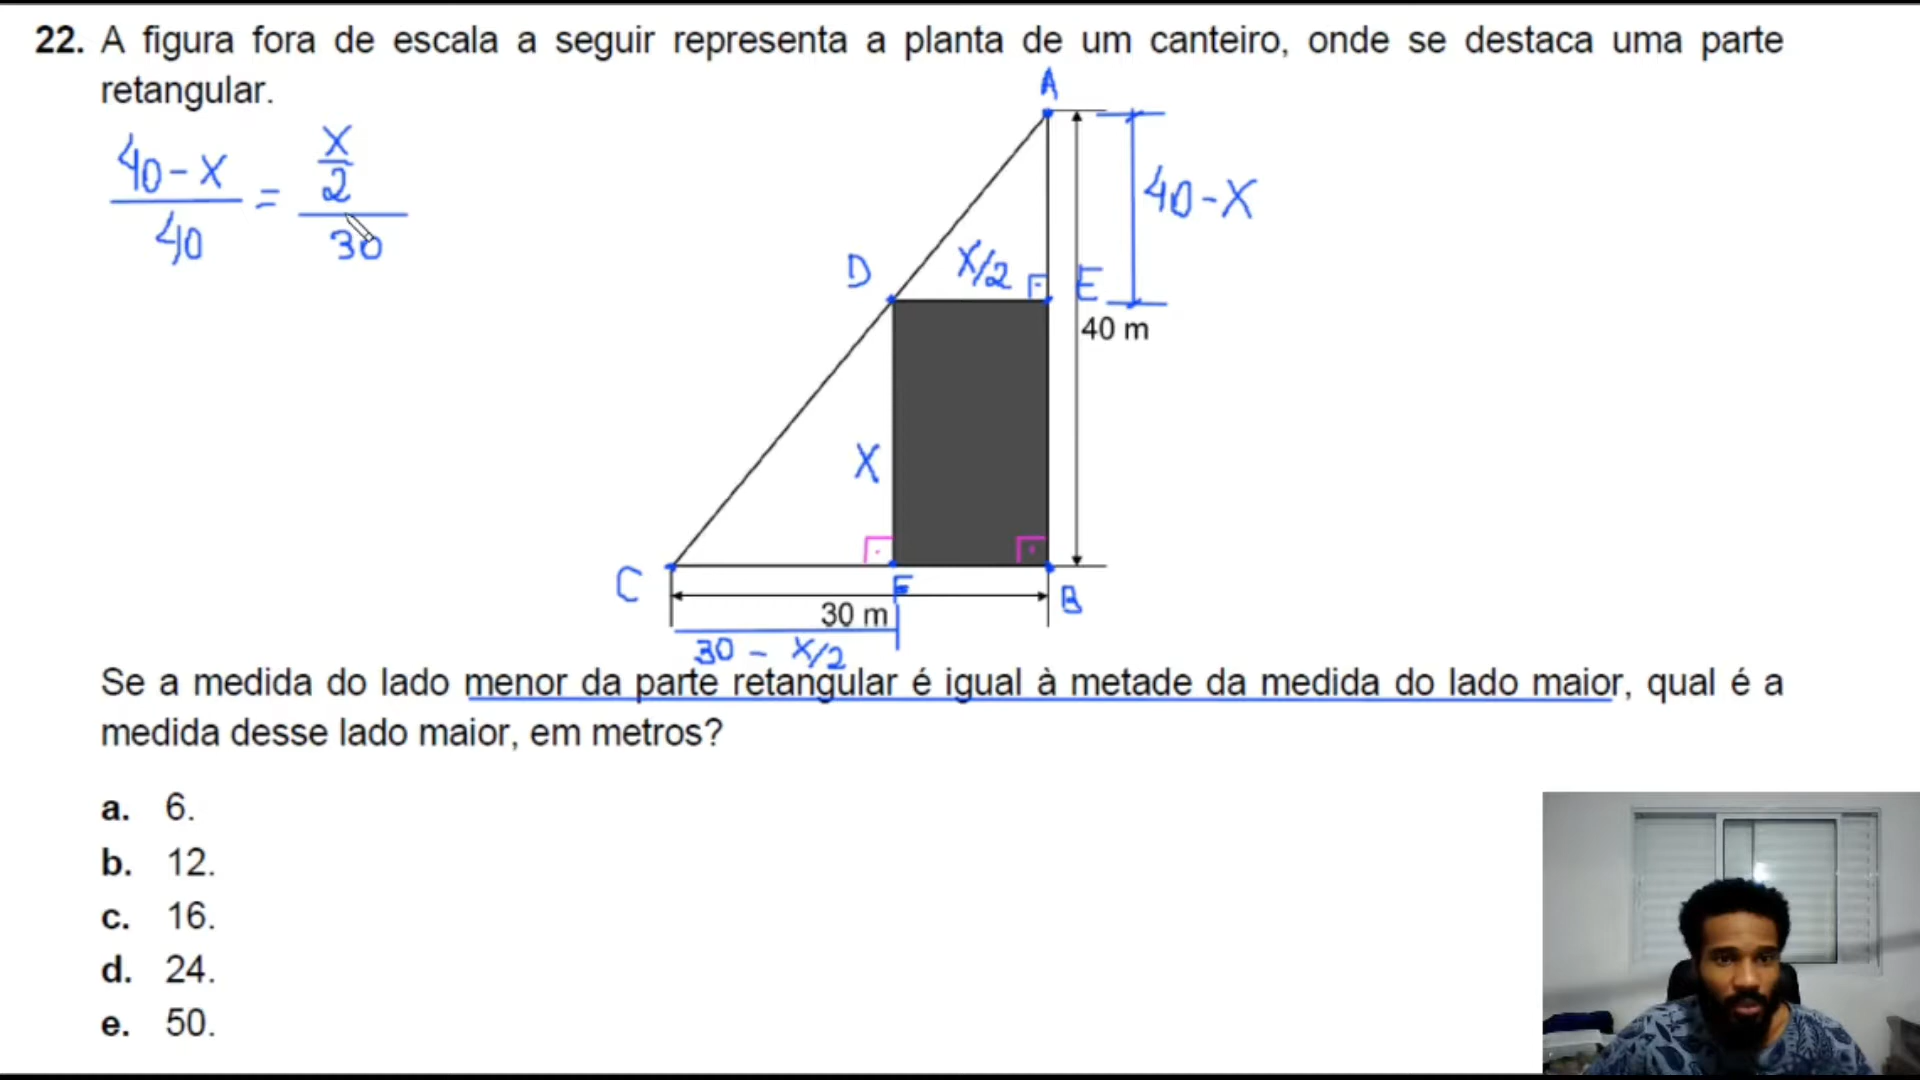 22. A figura fora de escala a seguir representa a planta de um canteiro, onde se destaca uma parte
retangular.
A
40 - X / 40 = X/2 / 30
40 - X
D
X/2
E
40 m
X
C
F
B
30 m
30 - X/2
Se a medida do lado menor da parte retangular é igual à metade da medida do lado maior, qual é a
medida desse lado maior, em metros?
a. 6.
b. 12.
c. 16.
d. 24.
e. 50.